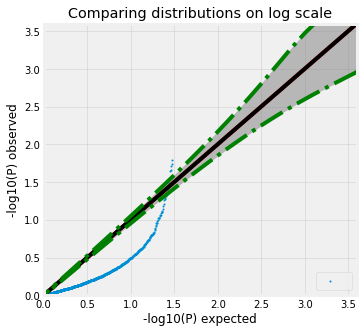 Comparing distributions on log scale
-log10(P) observed
3.5
3.0
2.5
2.0
1.5
1.0
0.5
0.0
0.0 0.5 1.0 1.5 2.0 2.5 3.0 3.5
-log10(P) expected